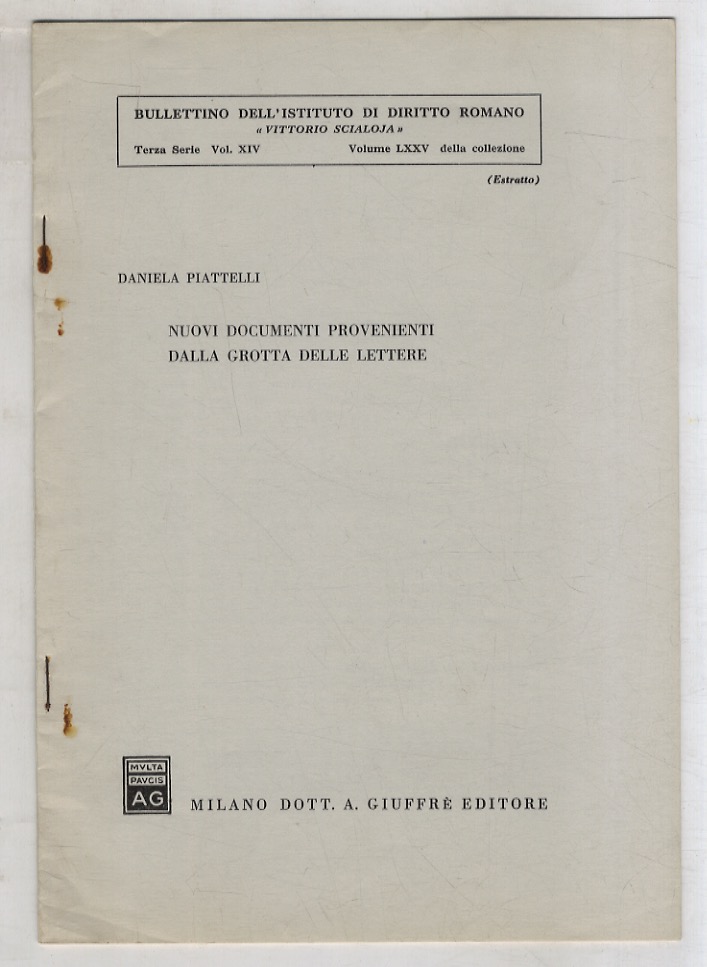 BULLETTINO DELL'ISTITUTO DI DIRITTO ROMANO
« VITTORIO SCIALOJA »
Terza Serie Vol. XIV Volume LXXV della collezione
(Estratto)
DANIELA PIATTELLI
NUOVI DOCUMENTI PROVENIENTI
DALLA GROTTA DELLE LETTERE
MVLTA
PAVCIS
AG
MILANO DOTT. A. GIUFFRÈ EDITORE